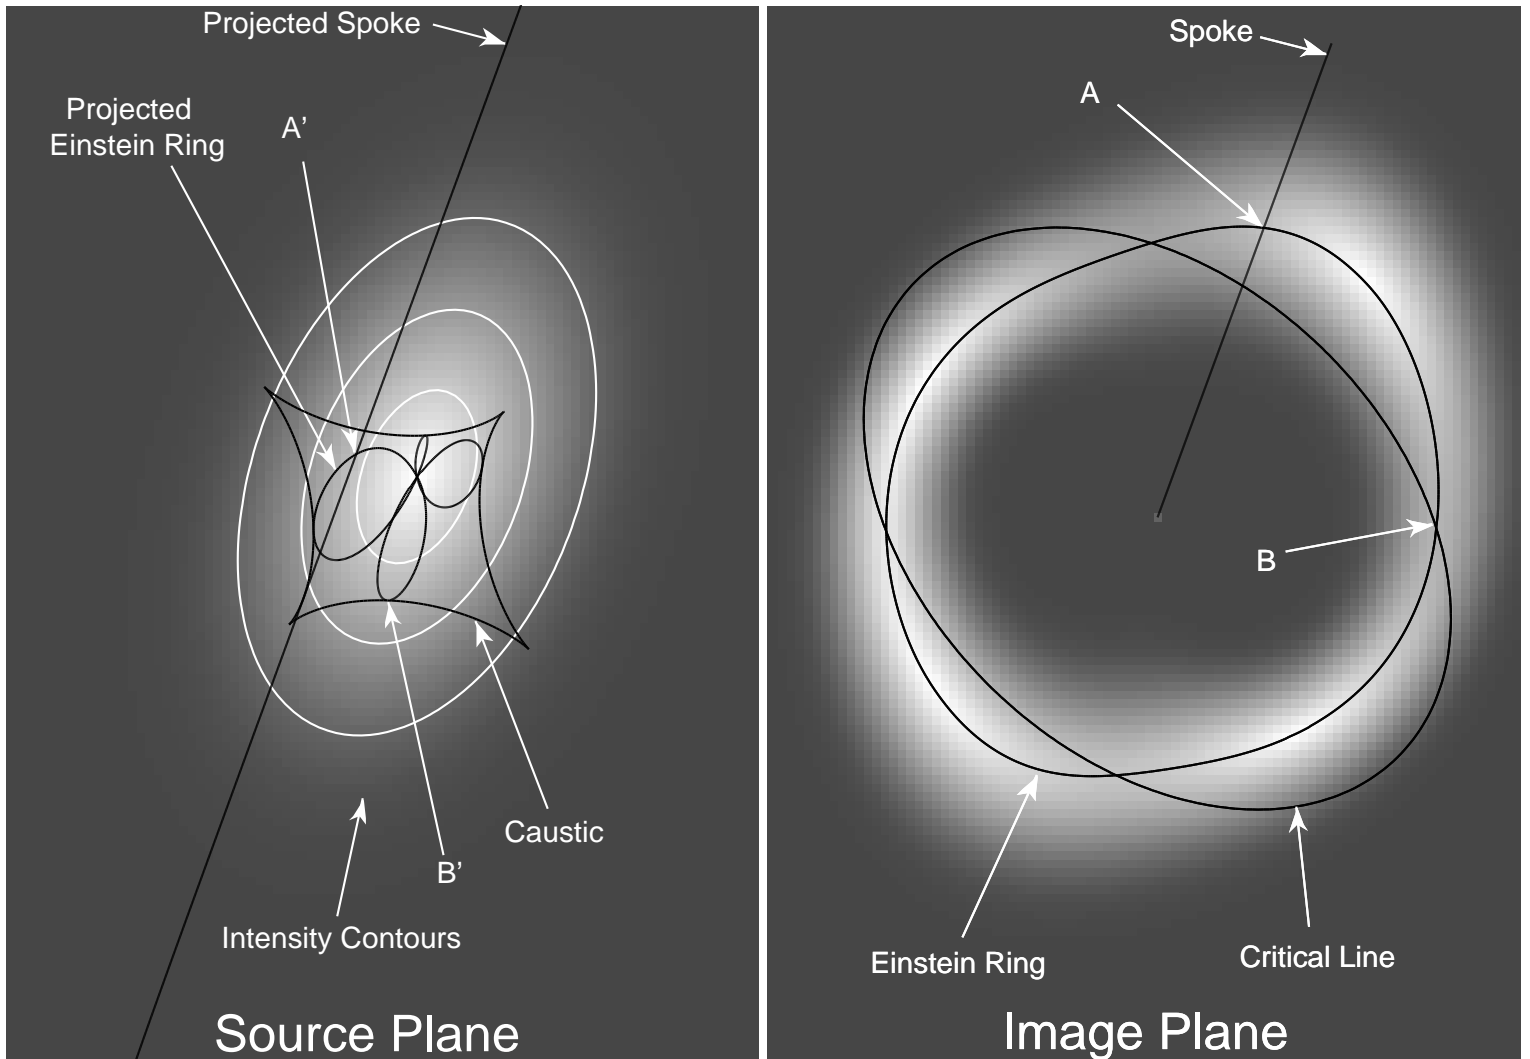 Projected Spoke
Projected
Einstein Ring
A’
Caustic
B’
Intensity Contours
Source Plane
Spoke
A
B
Einstein Ring
Critical Line
Image Plane